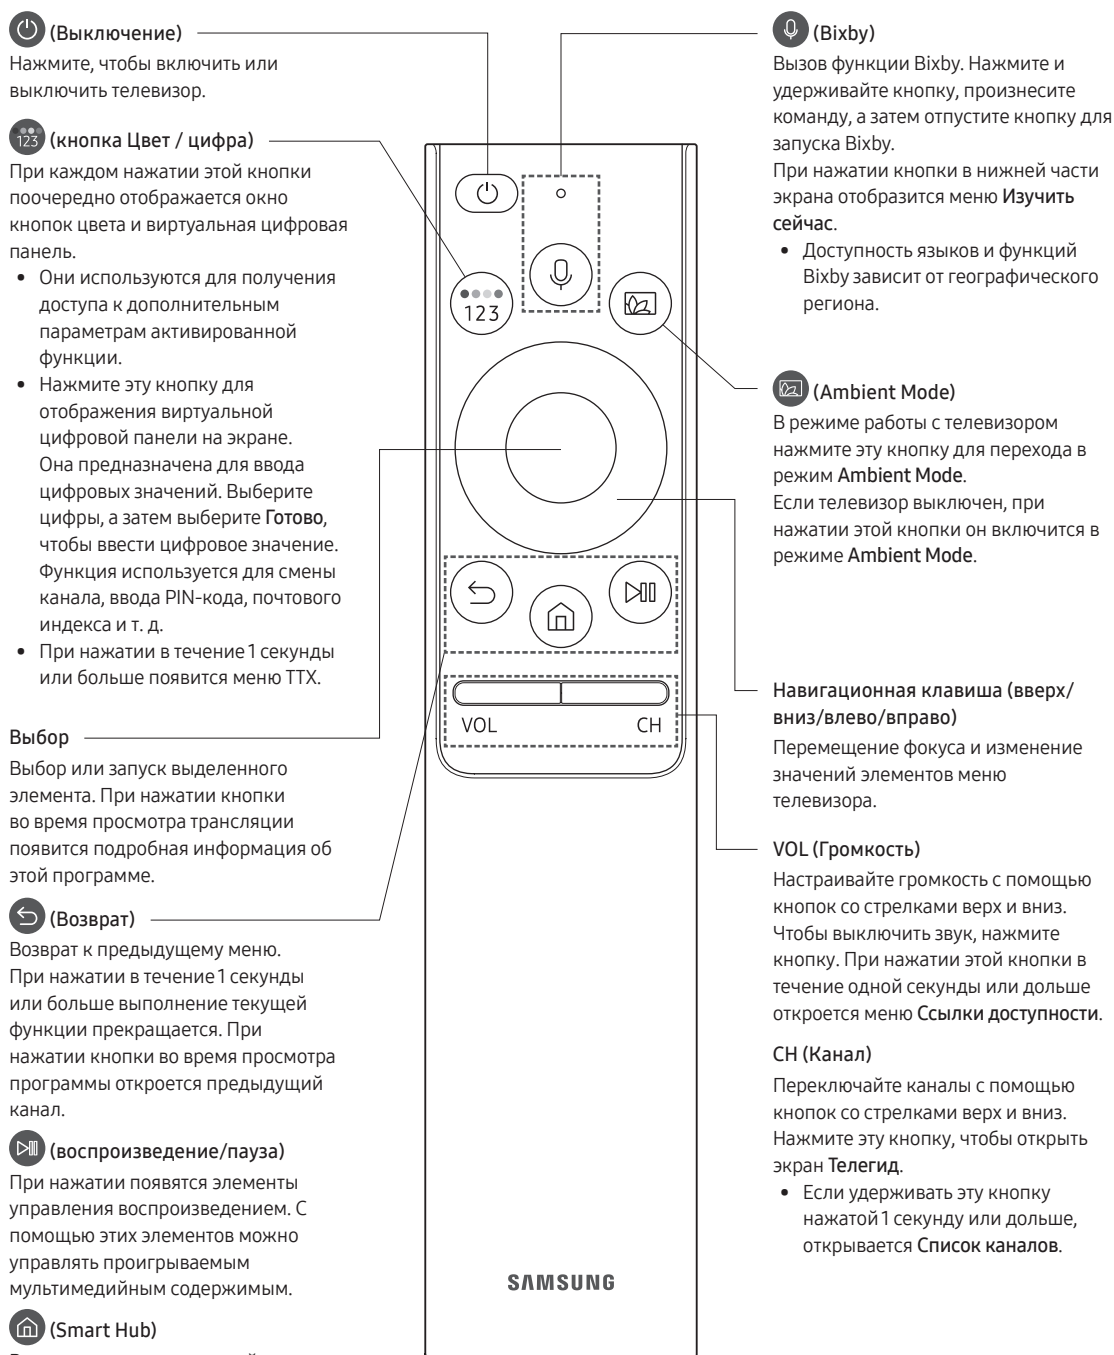 (Выключение)
Нажмите, чтобы включить или
выключить телевизор.
123 (кнопка Цвет / цифра)
При каждом нажатии этой кнопки
поочередно отображается окно
кнопок цвета и виртуальная цифровая
панель.
• Они используются для получения
доступа к дополнительным
параметрам активированной
функции.
• Нажмите эту кнопку для
отображения виртуальной
цифровой панели на экране.
Она предназначена для ввода
цифровых значений. Выберите
цифры, а затем выберите Готово,
чтобы ввести цифровое значение.
Функция используется для смены
канала, ввода PIN-кода, почтового
индекса и т. д.
• При нажатии в течение 1 секунды
или больше появится меню TTX.
Выбор
Выбор или запуск выделенного
элемента. При нажатии кнопки
во время просмотра трансляции
появится подробная информация об
этой программе.
(Возврат)
Возврат к предыдущему меню.
При нажатии в течение 1 секунды
или больше выполнение текущей
функции прекращается. При
нажатии кнопки во время просмотра
программы откроется предыдущий
канал.
(воспроизведение/пауза)
При нажатии появятся элементы
управления воспроизведением. С
помощью этих элементов можно
управлять проигрываемым
мультимедийным содержимым.
(Smart Hub)
123
VOL
CH
SAMSUNG
(Bixby)
Вызов функции Bixby. Нажмите и
удерживайте кнопку, произнесите
команду, а затем отпустите кнопку для
запуска Bixby.
При нажатии кнопки в нижней части
экрана отобразится меню Изучить
сейчас.
• Доступность языков и функций
Bixby зависит от географического
региона.
(Ambient Mode)
В режиме работы с телевизором
нажмите эту кнопку для перехода в
режим Ambient Mode.
Если телевизор выключен, при
нажатии этой кнопки он включится в
режиме Ambient Mode.
Навигационная клавиша (вверх/
вниз/влево/вправо)
Перемещение фокуса и изменение
значений элементов меню
телевизора.
VOL (Громкость)
Настраивайте громкость с помощью
кнопок со стрелками верх и вниз.
Чтобы выключить звук, нажмите
кнопку. При нажатии этой кнопки в
течение одной секунды или дольше
откроется меню Ссылки доступности.
CH (Канал)
Переключайте каналы с помощью
кнопок со стрелками верх и вниз.
Нажмите эту кнопку, чтобы открыть
экран Телегид.
• Если удерживать эту кнопку
нажатой 1 секунду или дольше,
открывается Список каналов.